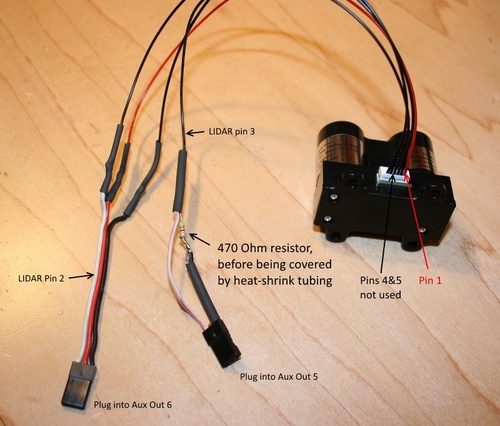 LIDAR pin 3
470 Ohm resistor,
before being covered
by heat-shrink tubing
LIDAR Pin 2
Pins 4&5
not used
Pin 1
Plug into Aux Out 5
Plug into Aux Out 6